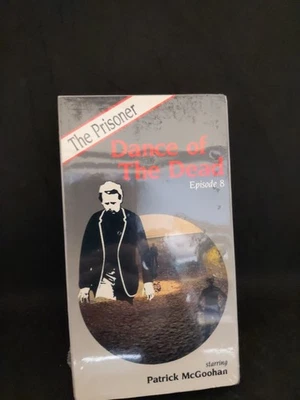 The Prisoner
Dance of
The Dead
Episode 8
starring
Patrick McGoohan